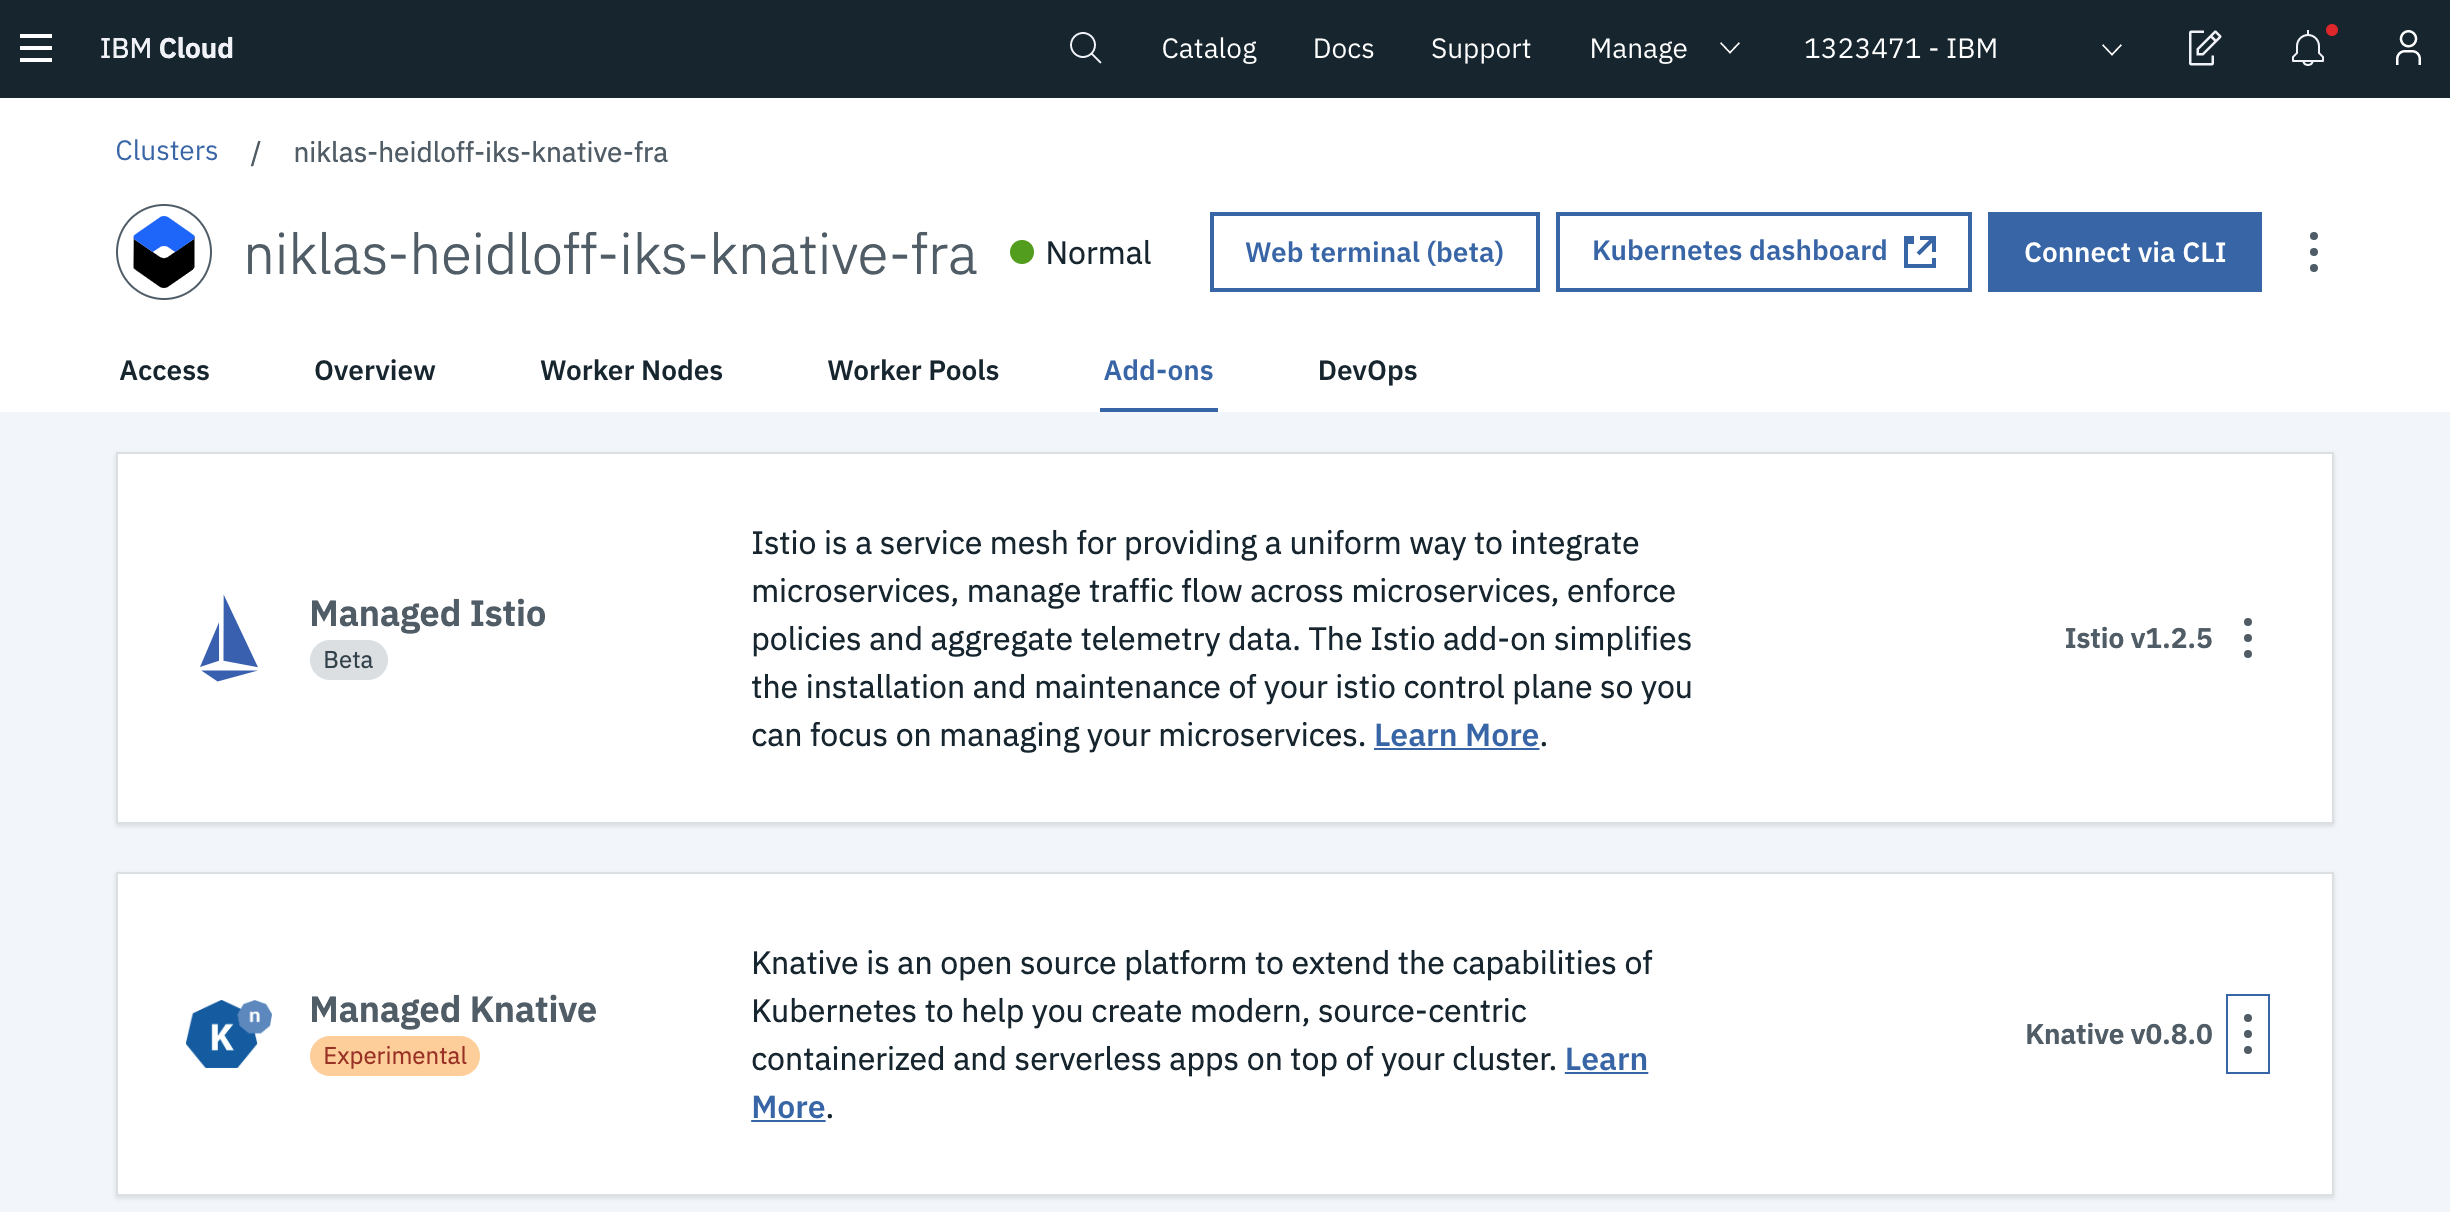 IBM Cloud
Catalog
Docs
Support
Manage
1323471 - IBM
Clusters / niklas-heidloff-iks-knative-fra
niklas-heidloff-iks-knative-fra
Normal
Web terminal (beta)
Kubernetes dashboard
Connect via CLI
Access
Overview
Worker Nodes
Worker Pools
Add-ons
DevOps
Managed Istio
Beta
Istio is a service mesh for providing a uniform way to integrate
microservices, manage traffic flow across microservices, enforce
policies and aggregate telemetry data. The Istio add-on simplifies
the installation and maintenance of your istio control plane so you
can focus on managing your microservices. Learn More.
Istio v1.2.5
K
n
Managed Knative
Experimental
Knative is an open source platform to extend the capabilities of
Kubernetes to help you create modern, source-centric
containerized and serverless apps on top of your cluster. Learn
More.
Knative v0.8.0